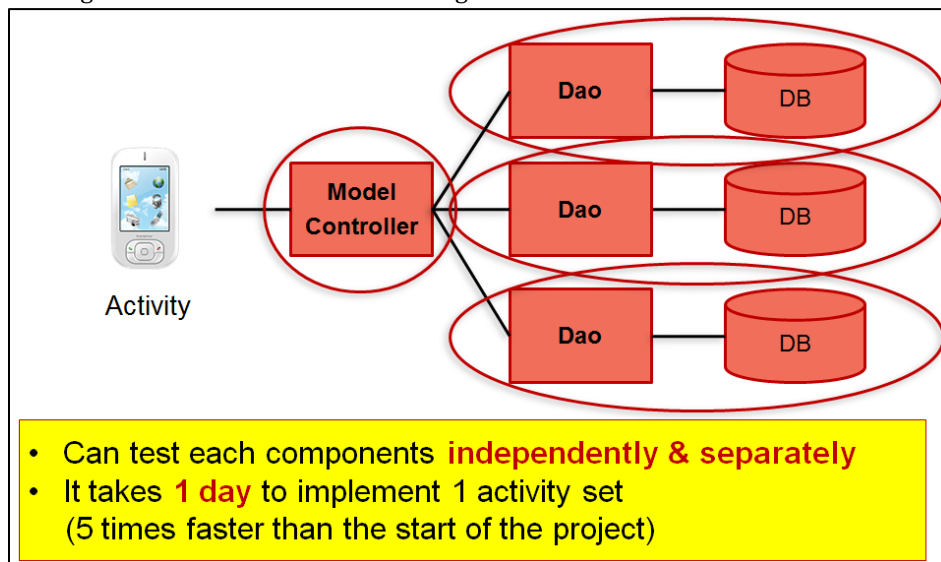 Dao
DB
Model
Controller
Dao
DB
Activity
Dao
DB
• Can test each components independently & separately
• It takes 1 day to implement 1 activity set
(5 times faster than the start of the project)